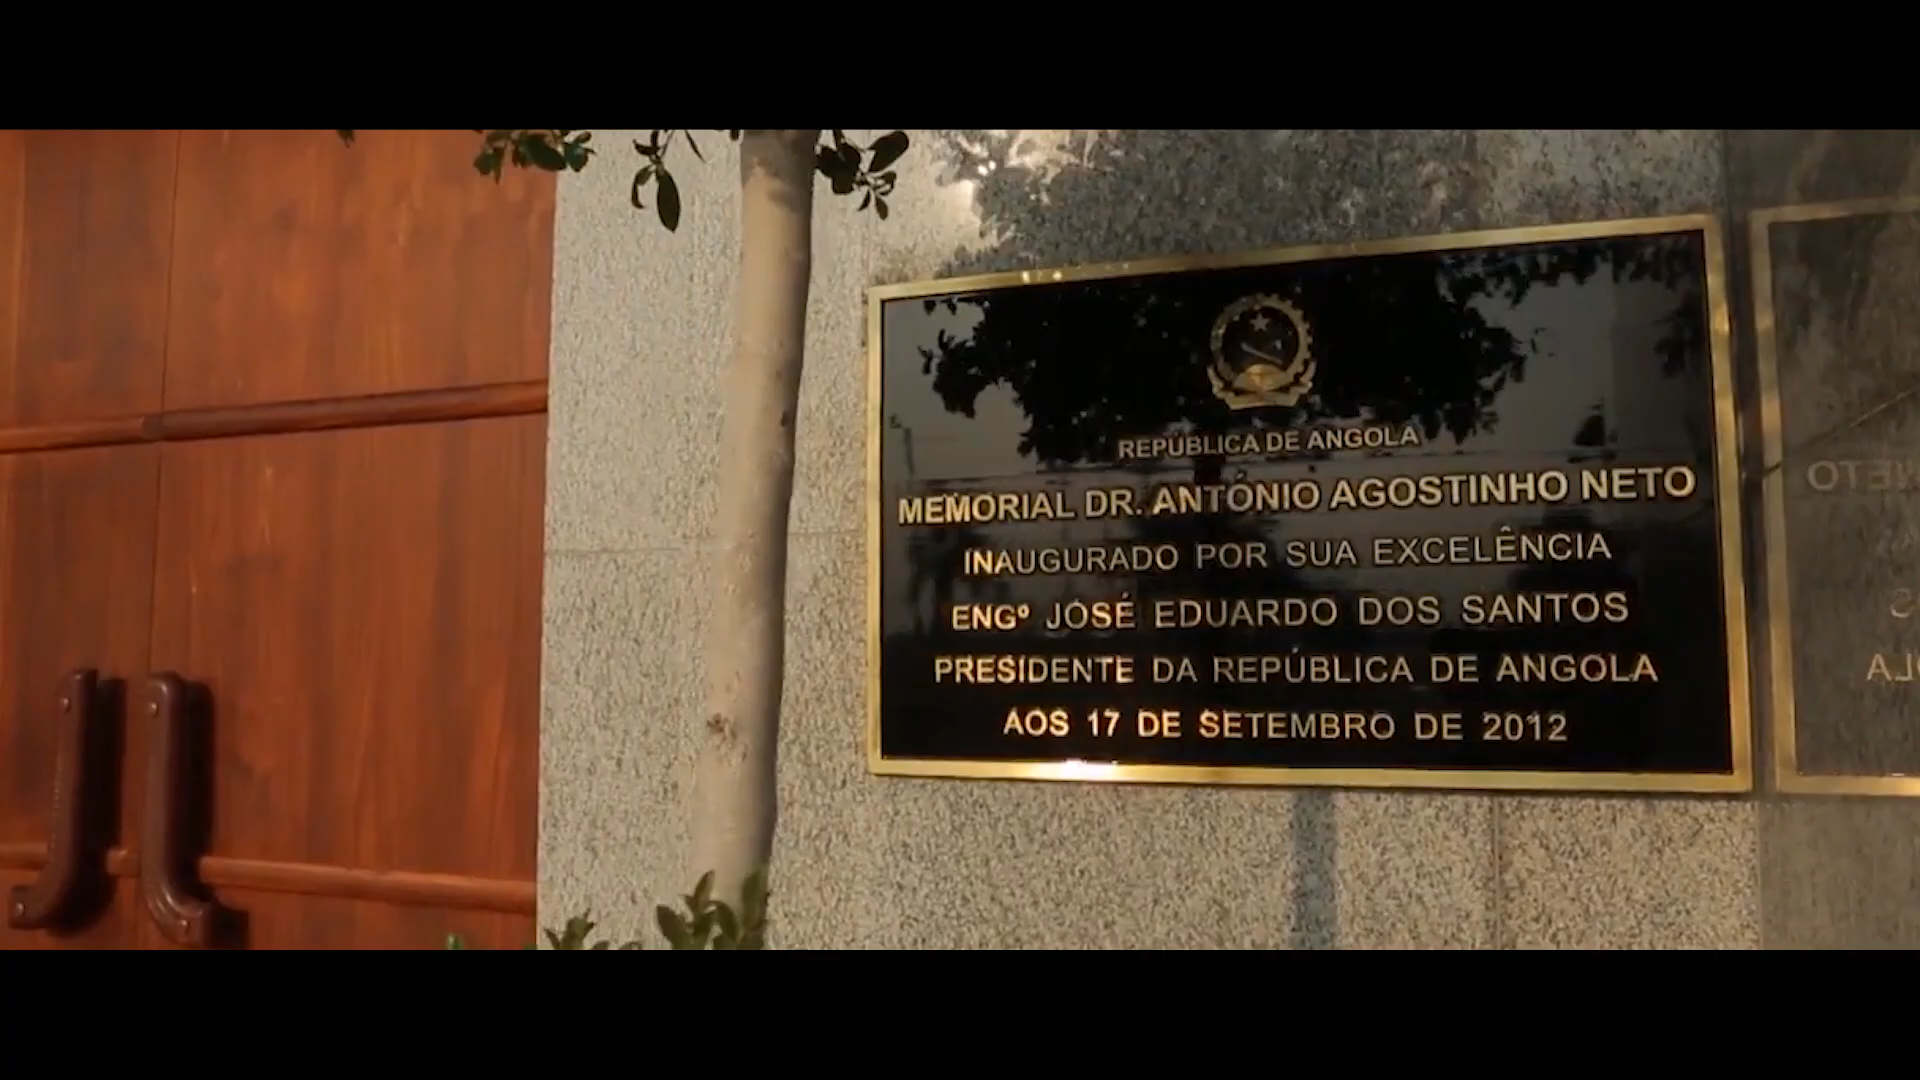 REPÚBLICA DE ANGOLA
MEMORIAL DR. ANTÓNIO AGOSTINHO NETO
INAUGURADO POR SUA EXCELÊNCIA
ENGº JOSÉ EDUARDO DOS SANTOS
PRESIDENTE DA REPÚBLICA DE ANGOLA
AOS 17 DE SETEMBRO DE 2012